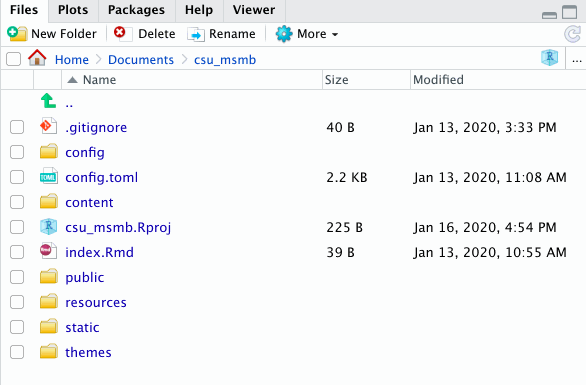 Files Plots Packages Help Viewer
New Folder Delete Rename More
Home Documents csu_msmb R ...
Name Size Modified
..
.gitignore 40 B Jan 13, 2020, 3:33 PM
config
TOML config.toml 2.2 KB Jan 13, 2020, 11:08 AM
content
R csu_msmb.Rproj 225 B Jan 16, 2020, 4:54 PM
Rmd index.Rmd 39 B Jan 13, 2020, 10:55 AM
public
resources
static
themes